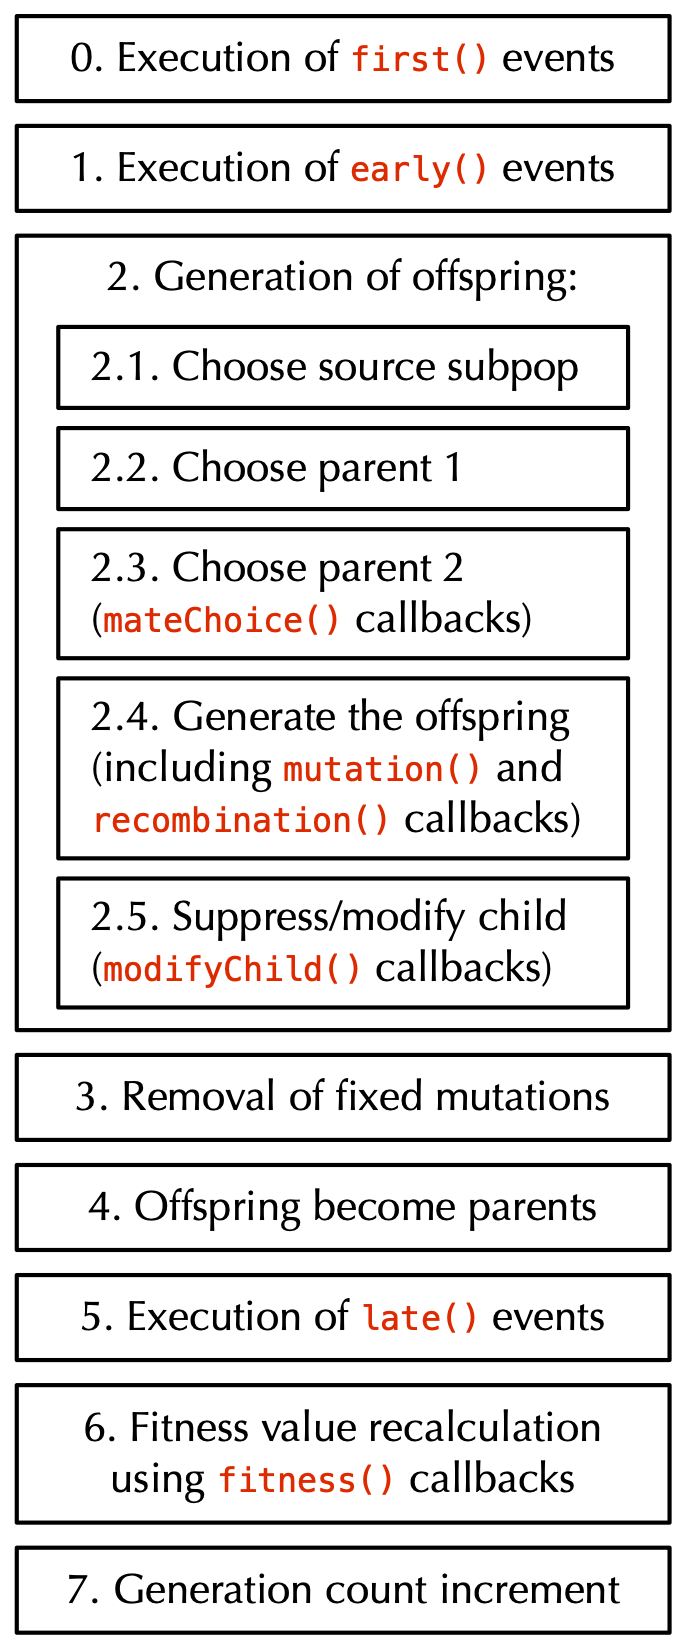 0. Execution of first() events
1. Execution of early() events
2. Generation of offspring:
2.1. Choose source subpop
2.2. Choose parent 1
2.3. Choose parent 2
(mateChoice() callbacks)
2.4. Generate the offspring
(including mutation() and
recombination() callbacks)
2.5. Suppress/modify child
(modifyChild() callbacks)
3. Removal of fixed mutations
4. Offspring become parents
5. Execution of late() events
6. Fitness value recalculation
using fitness() callbacks
7. Generation count increment